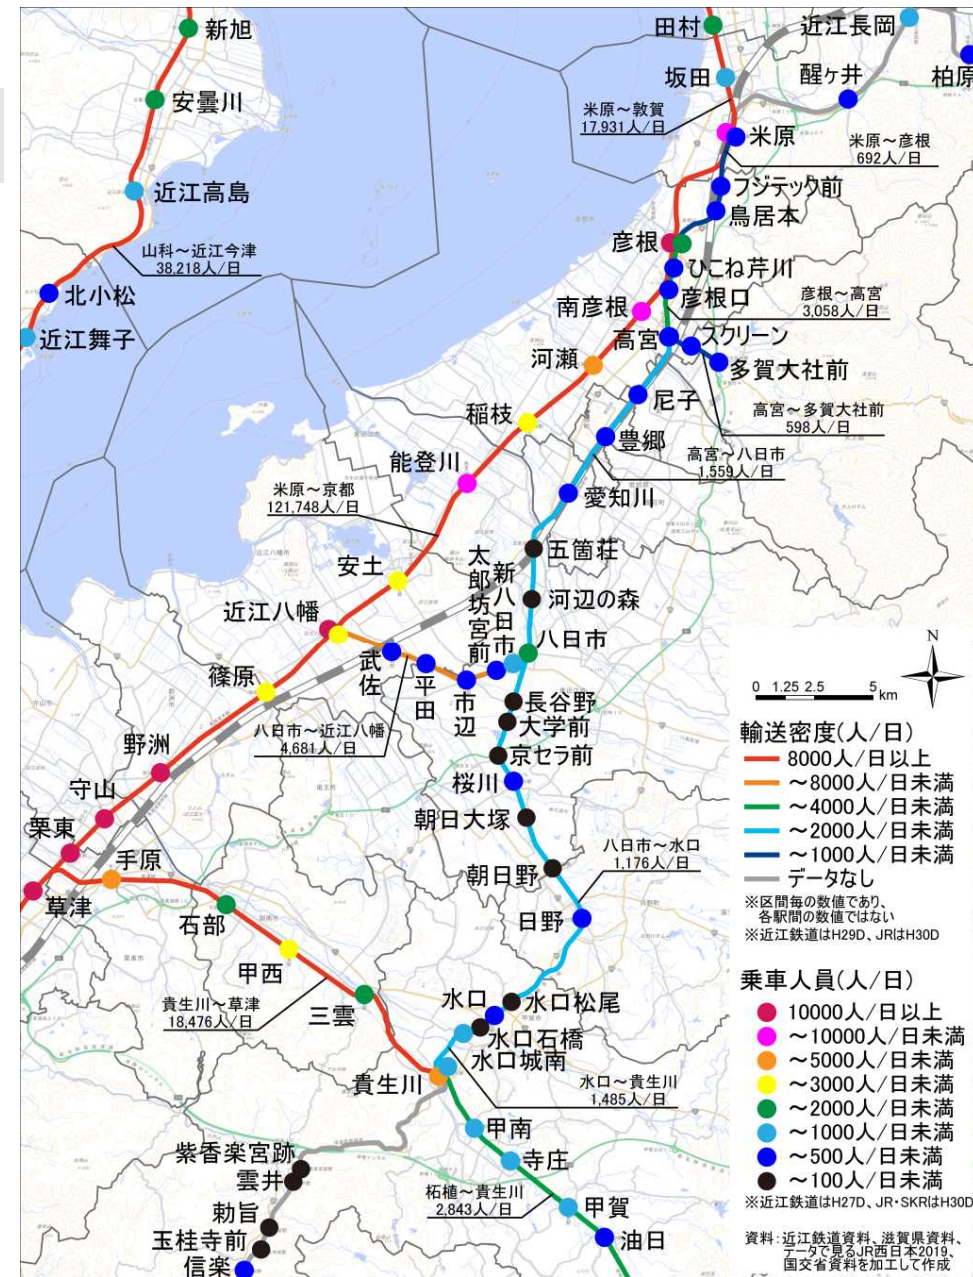 新旭
田村
近江長岡
安曇川
坂田
醒ヶ井
柏原
米原～敦賀
17,931人/日
米原
米原～彦根
692人/日
近江高島
フジテック前
鳥居本
山科～近江今津
38,218人/日
彦根
ひこね芹川
北小松
彦根口
彦根～高宮
3,058人/日
南彦根
近江舞子
高宮
スクリーン
河瀬
多賀大社前
尼子
稲枝
高宮～多賀大社前
598人/日
豊郷
能登川
高宮～八日市
1,559人/日
米原～京都
121,748人/日
愛知川
五箇荘
安土
太郎坊宮前
新八日市
河辺の森
近江八幡
八日市
武佐
平田
市辺
篠原
長谷野
大学前
八日市～近江八幡
4,681人/日
京セラ前
野洲
桜川
守山
朝日大塚
栗東
手原
八日市～水口
1,176人/日
朝日野
草津
石部
日野
甲西
貴生川～草津
18,476人/日
三雲
水口
水口松尾
水口石橋
水口城南
貴生川
水口～貴生川
1,485人/日
甲南
紫香楽宮跡
雲井
寺庄
勅旨
柘植～貴生川
2,843人/日
甲賀
玉桂寺前
油日
信楽
N
0 1.25 2.5 5 km
輸送密度(人/日)
8000人/日以上
～8000人/日未満
～4000人/日未満
～2000人/日未満
～1000人/日未満
データなし
※区間毎の数値であり、
各駅間の数値ではない
※近江鉄道はH29D、JRはH30D
乗車人員(人/日)
10000人/日以上
～10000人/日未満
～5000人/日未満
～3000人/日未満
～2000人/日未満
～1000人/日未満
～500人/日未満
～100人/日未満
※近江鉄道はH27D、JR・SKRはH30D
資料：近江鉄道資料、滋賀県資料、
データで見るJR西日本2019、
国交省資料を加工して作成